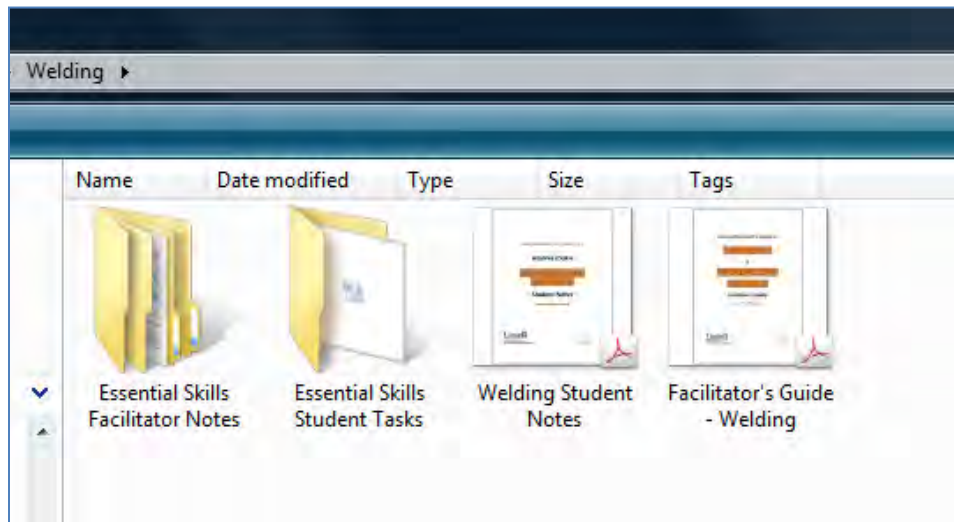 Welding
Name Date modified Type Size Tags
Essential Skills Facilitator Notes
Essential Skills Student Tasks
Welding Student Notes
Facilitator's Guide - Welding